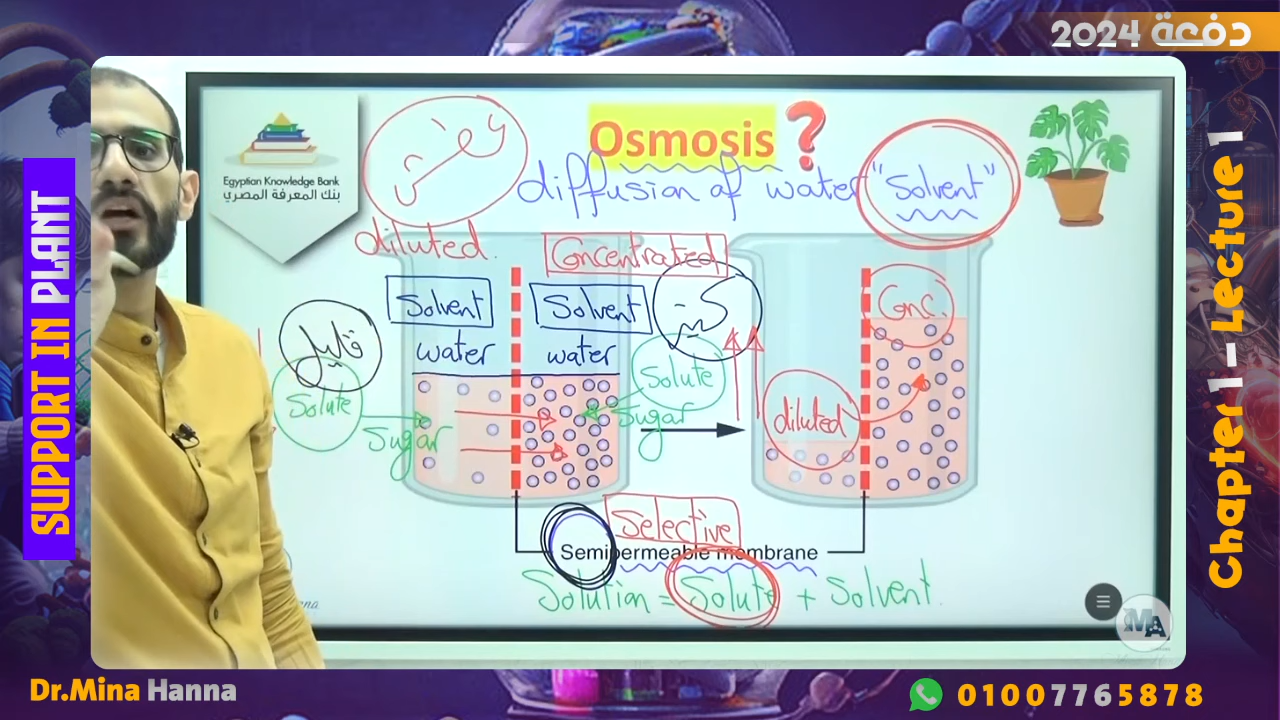 دفعة 2024
SUPPORT IN PLANT
Chapter 1 - Lecture 1
Egyptian Knowledge Bank
بنك المعرفة المصري
Osmosis ?
diffusion of water "Solvent"
diluted
Concentrated
Solvent
water
Solvent
water
Solute
Sugar
Solute
Sugar
Conc.
diluted
Selective
Semipermeable membrane
Solution = Solute + Solvent
MA
Dr.Mina Hanna
01007765878